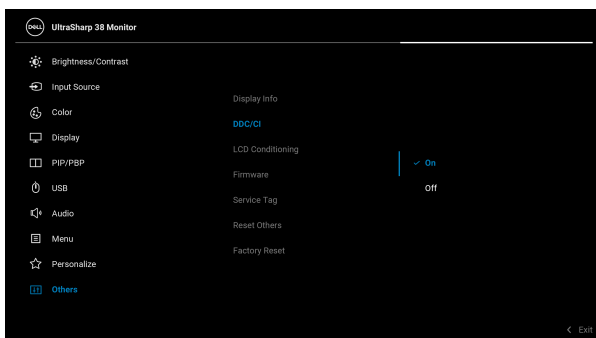 DELL UltraSharp 38 Monitor
Brightness/Contrast
Input Source
Color
Display
PIP/PBP
USB
Audio
Menu
Personalize
Others
Display Info
DDC/CI
LCD Conditioning
Firmware
Service Tag
Reset Others
Factory Reset
On
Off
Exit